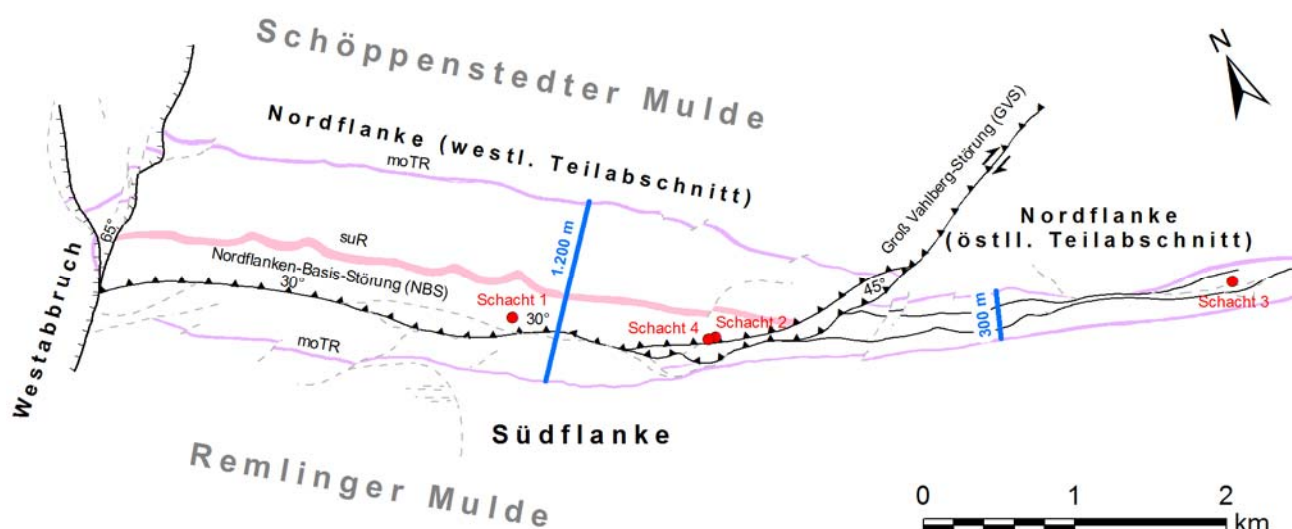 Schöppenstedter Mulde
N
Nordflanke (westl. Teilabschnitt)
moTR
Groß Vahlberg-Störung (GVS)
Nordflanke
(östll. Teilabschnitt)
65°
suR
1.200 m
Westabbruch
Nordflanken-Basis-Störung (NBS)
30°
45°
Schacht 1
30°
Schacht 4
Schacht 2
300 m
Schacht 3
moTR
Südflanke
Remlinger Mulde
0 1 2
km